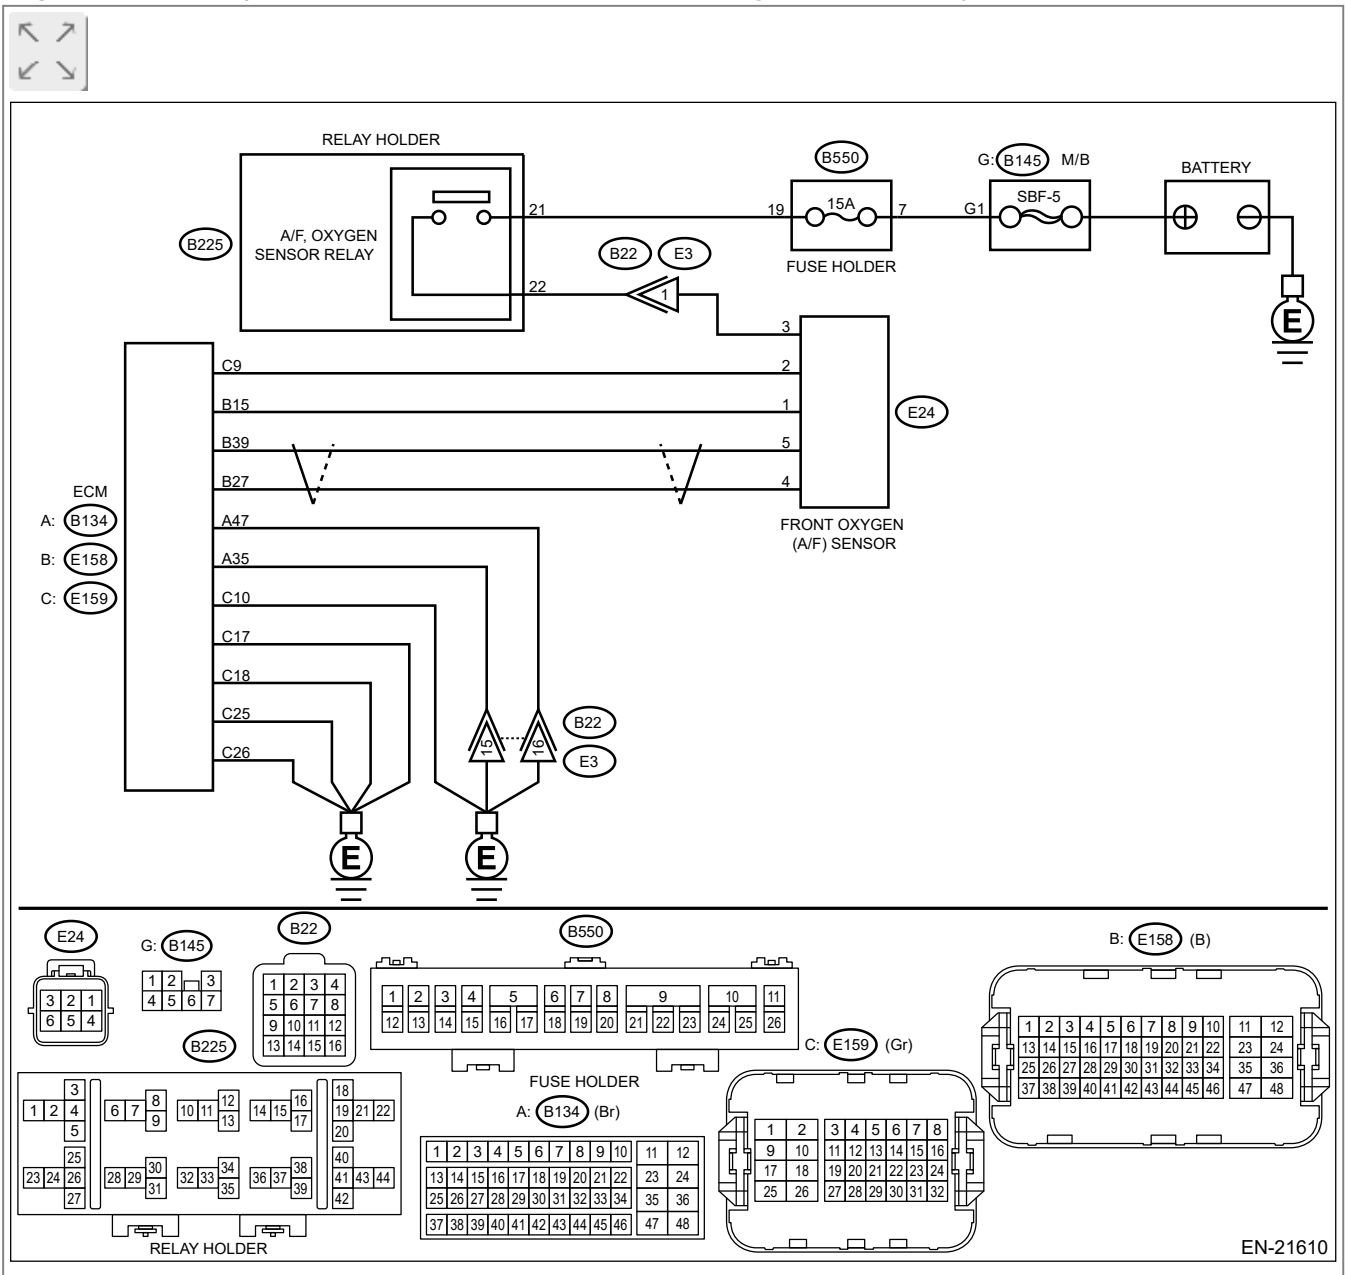 RELAY HOLDER
B550
G: B145 M/B
BATTERY
15A
SBF-5
21
19
7
G1
A/F, OXYGEN
SENSOR RELAY
B225
B22
E3
FUSE HOLDER
22
1
E
3
C9
2
B15
1
E24
B39
5
B27
4
ECM
A: B134
B: E158
C: E159
FRONT OXYGEN
(A/F) SENSOR
A47
A35
C10
C17
C18
C25
C26
15
16
B22
E3
E
E
E24
3 2 1
6 5 4
G: B145
1 2 3
4 5 6 7
B22
1 2 3 4
5 6 7 8
9 10 11 12
13 14 15 16
B550
1 2 3 4 5 6 7 8 9 10 11
12 13 14 15 16 17 18 19 20 21 22 23 24 25 26
FUSE HOLDER
B: E158 (B)
1 2 3 4 5 6 7 8 9 10 11 12
13 14 15 16 17 18 19 20 21 22 23 24
25 26 27 28 29 30 31 32 33 34 35 36
37 38 39 40 41 42 43 44 45 46 47 48
B225
3 8 12 16 18
1 2 4 6 7 10 11 14 15 19 21 22
5 9 13 17 20
25 30 34 38 40
23 24 26 28 29 32 33 36 37 41 43 44
27 31 35 39 42
RELAY HOLDER
A: B134 (Br)
1 2 3 4 5 6 7 8 9 10 11 12
13 14 15 16 17 18 19 20 21 22 23 24
25 26 27 28 29 30 31 32 33 34 35 36
37 38 39 40 41 42 43 44 45 46 47 48
C: E159 (Gr)
1 2 3 4 5 6 7 8
9 10 11 12 13 14 15 16
17 18 19 20 21 22 23 24
25 26 27 28 29 30 31 32
EN-21610